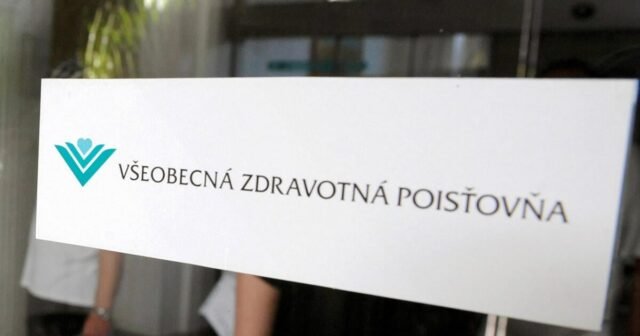 VŠEOBECNÁ ZDRAVOTNÁ POISŤOVŇA